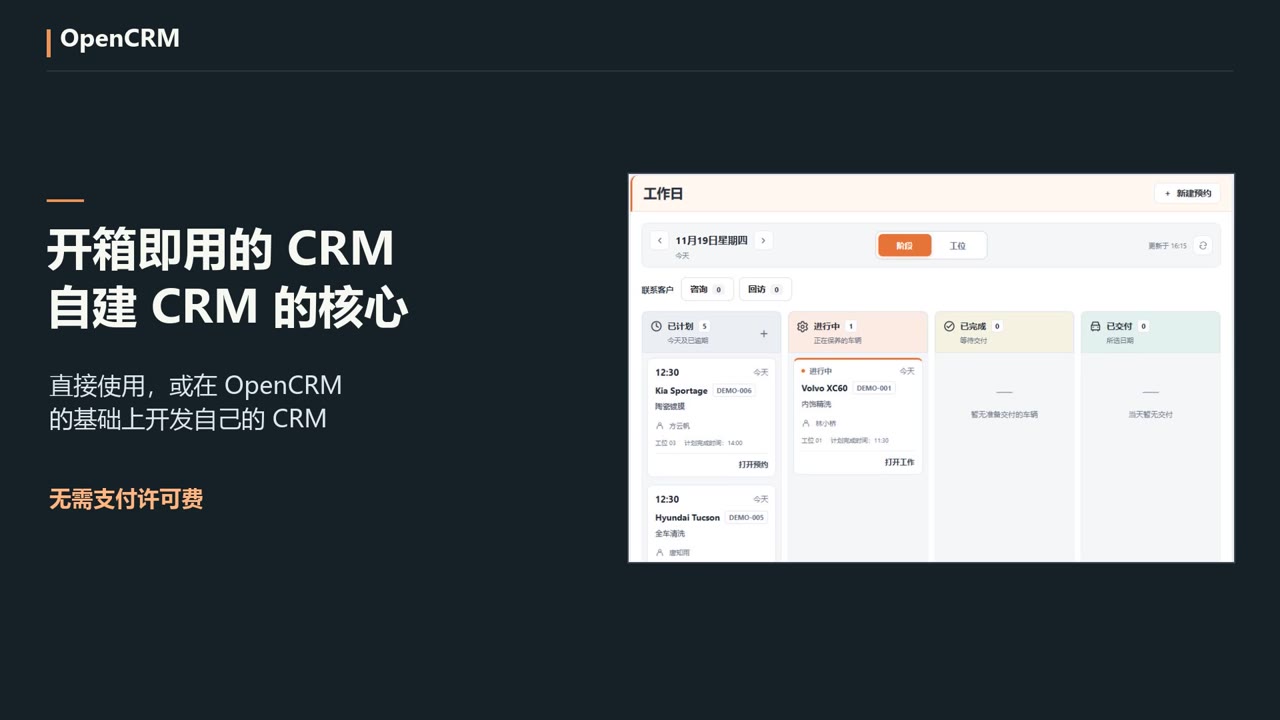 OpenCRM
开箱即用的 CRM
自建 CRM 的核心
直接使用，或在 OpenCRM
的基础上开发自己的 CRM
无需支付许可费
工作日
+ 新建预约
11月19日星期四
今天
阶段
工位
更新于 16:15
联系客户
咨询 0
回访 0
已计划 5
今天及已逾期
进行中 1
正在保养的车辆
已完成 0
等待交付
已交付 0
所选日期
12:30 今天
Kia Sportage DEMO-006
陶瓷镀膜
方云帆
工位 03 计划完成时间：14:00
打开预约
12:30 今天
Hyundai Tucson DEMO-005
全车清洗
唐知雨
进行中 今天
Volvo XC60 DEMO-001
内饰精洗
林小桥
工位 01 计划完成时间：11:30
打开工作
暂无准备交付的车辆
当天暂无交付